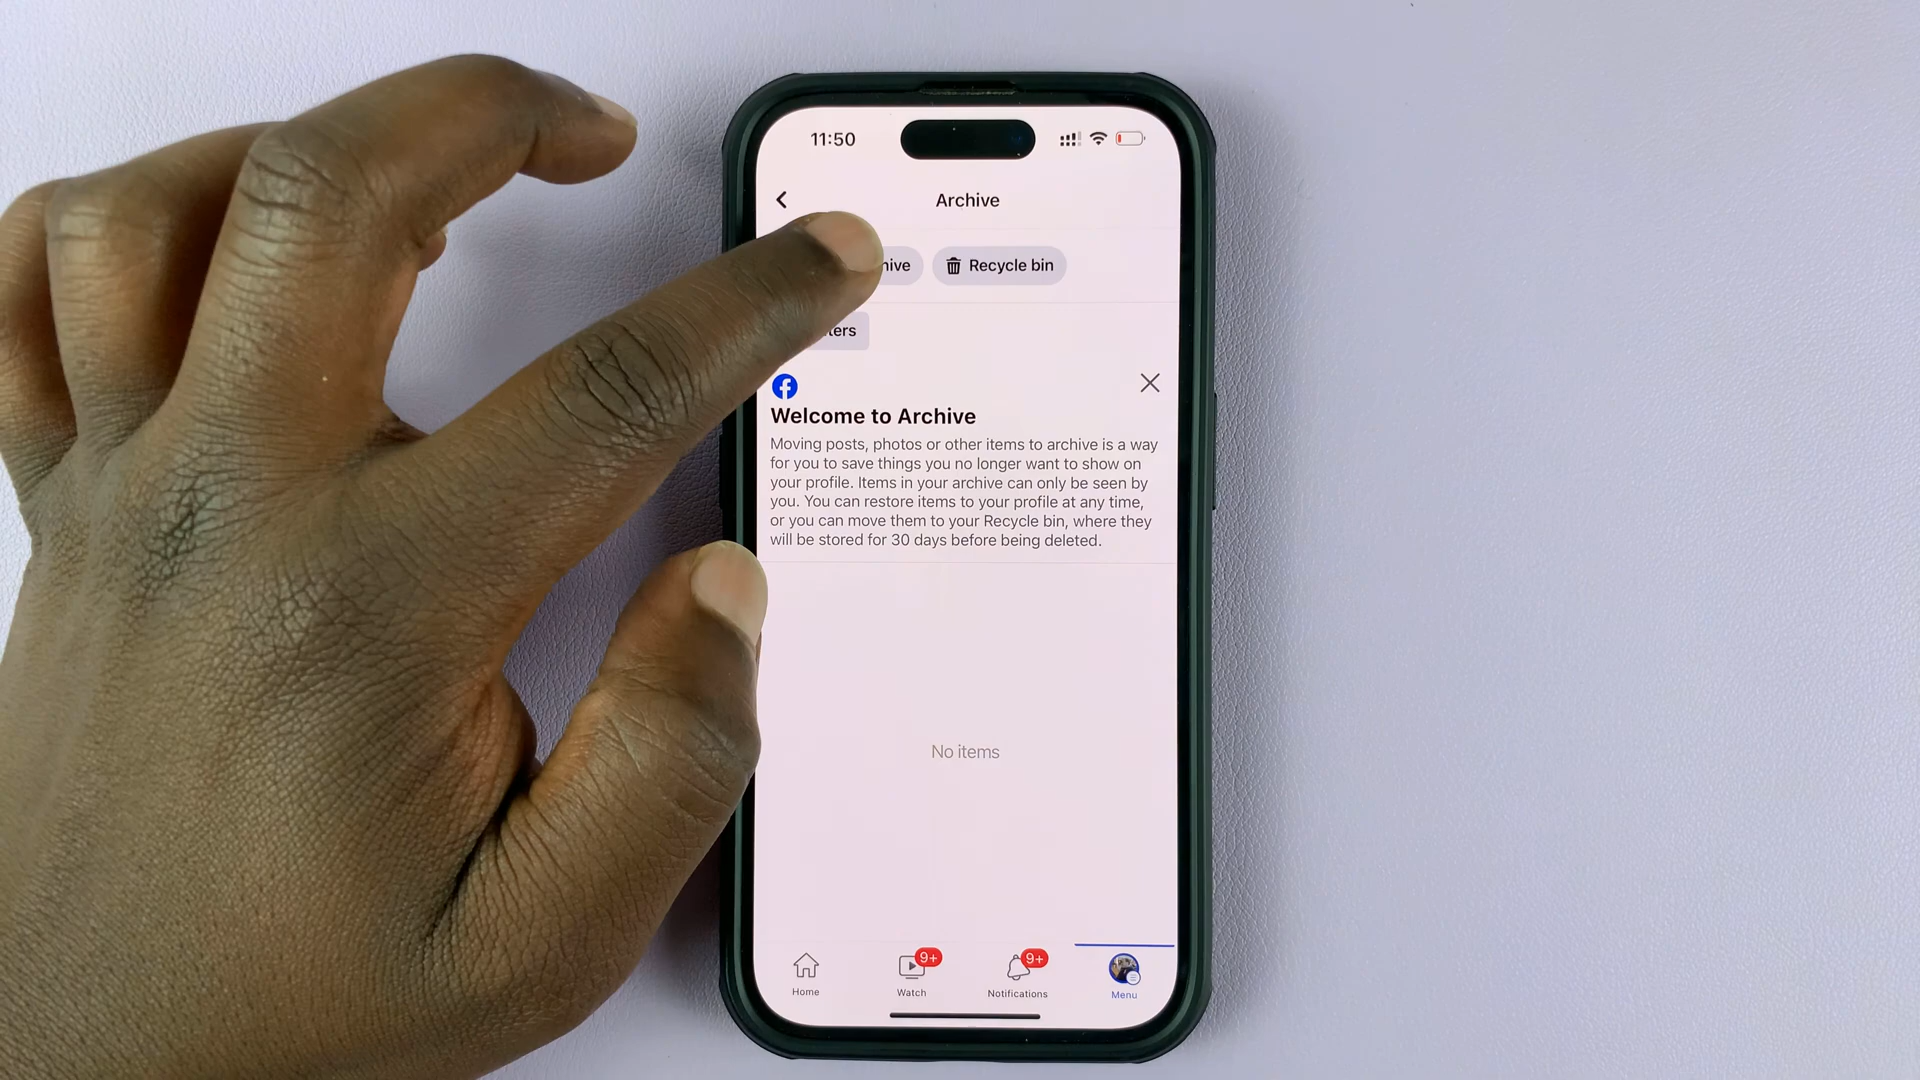 11:50
Archive
Recycle bin
Welcome to Archive
Moving posts, photos or other items to archive is a way
for you to save things you no longer want to show on
your profile. Items in your archive can only be seen by
you. You can restore items to your profile at any time,
or you can move them to your Recycle bin, where they
will be stored for 30 days before being deleted.
No items
9+
9+
Home
Watch
Notifications
Menu